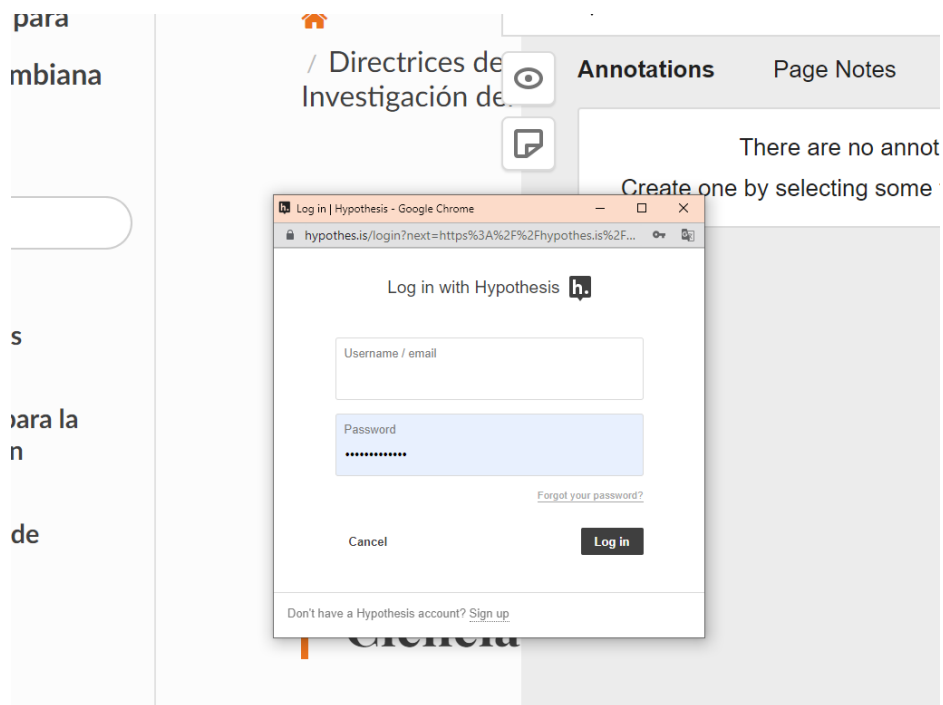 para
mbiana
/ Directrices de
Investigación de
Annotations Page Notes
There are no annot
Create one by selecting some
h. Log in | Hypothesis - Google Chrome
hypothes.is/login?next=https%3A%2F%2Fhypothes.is%2F...
Log in with Hypothesis h.
Username / email
Password
•••••••••••••
Forgot your password?
Cancel Log in
Don't have a Hypothesis account? Sign up
s
para la
n
de
Ciencia